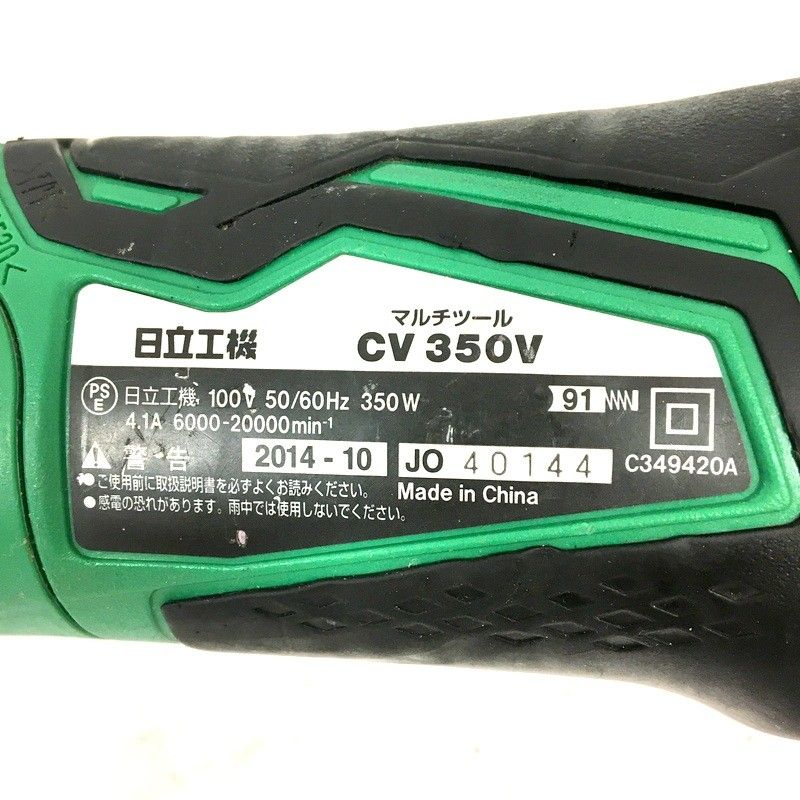 マルチツール
日立工機 CV 350V
PSE 日立工機 100V 50/60Hz 350W 91
4.1A 6000-20000min-1
警告 2014-10 JO 40144 C349420A
●ご使用前に取扱説明書を必ずよくお読みください。 Made in China
●感電の恐れがあります。雨中では使用しないでください。